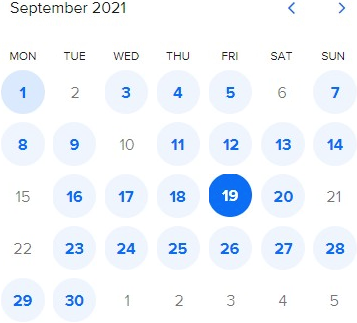 September 2021
MON TUE WED THU FRI SAT SUN
1 2 3 4 5 6 7
8 9 10 11 12 13 14
15 16 17 18 19 20 21
22 23 24 25 26 27 28
29 30 1 2 3 4 5